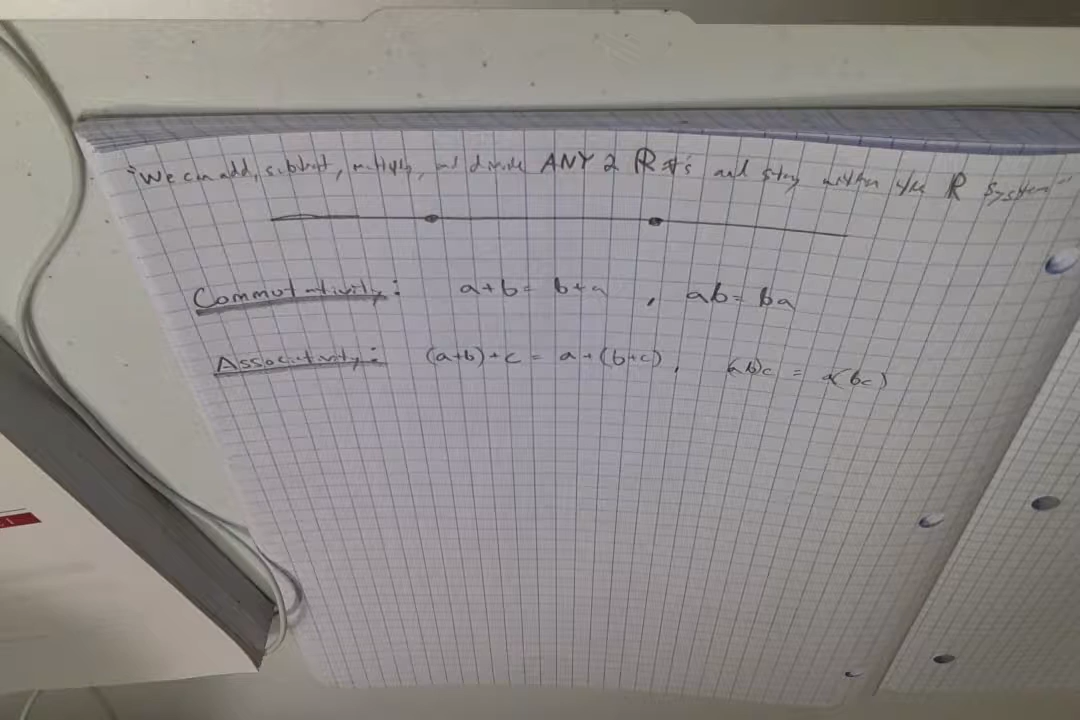 "We can add, subtract, multiply, and divide ANY 2 ℝ #'s and stay within the ℝ system"
Commutativity: a+b = b+a , ab = ba
Associativity: (a+b)+c = a+(b+c), (ab)c = a(bc)